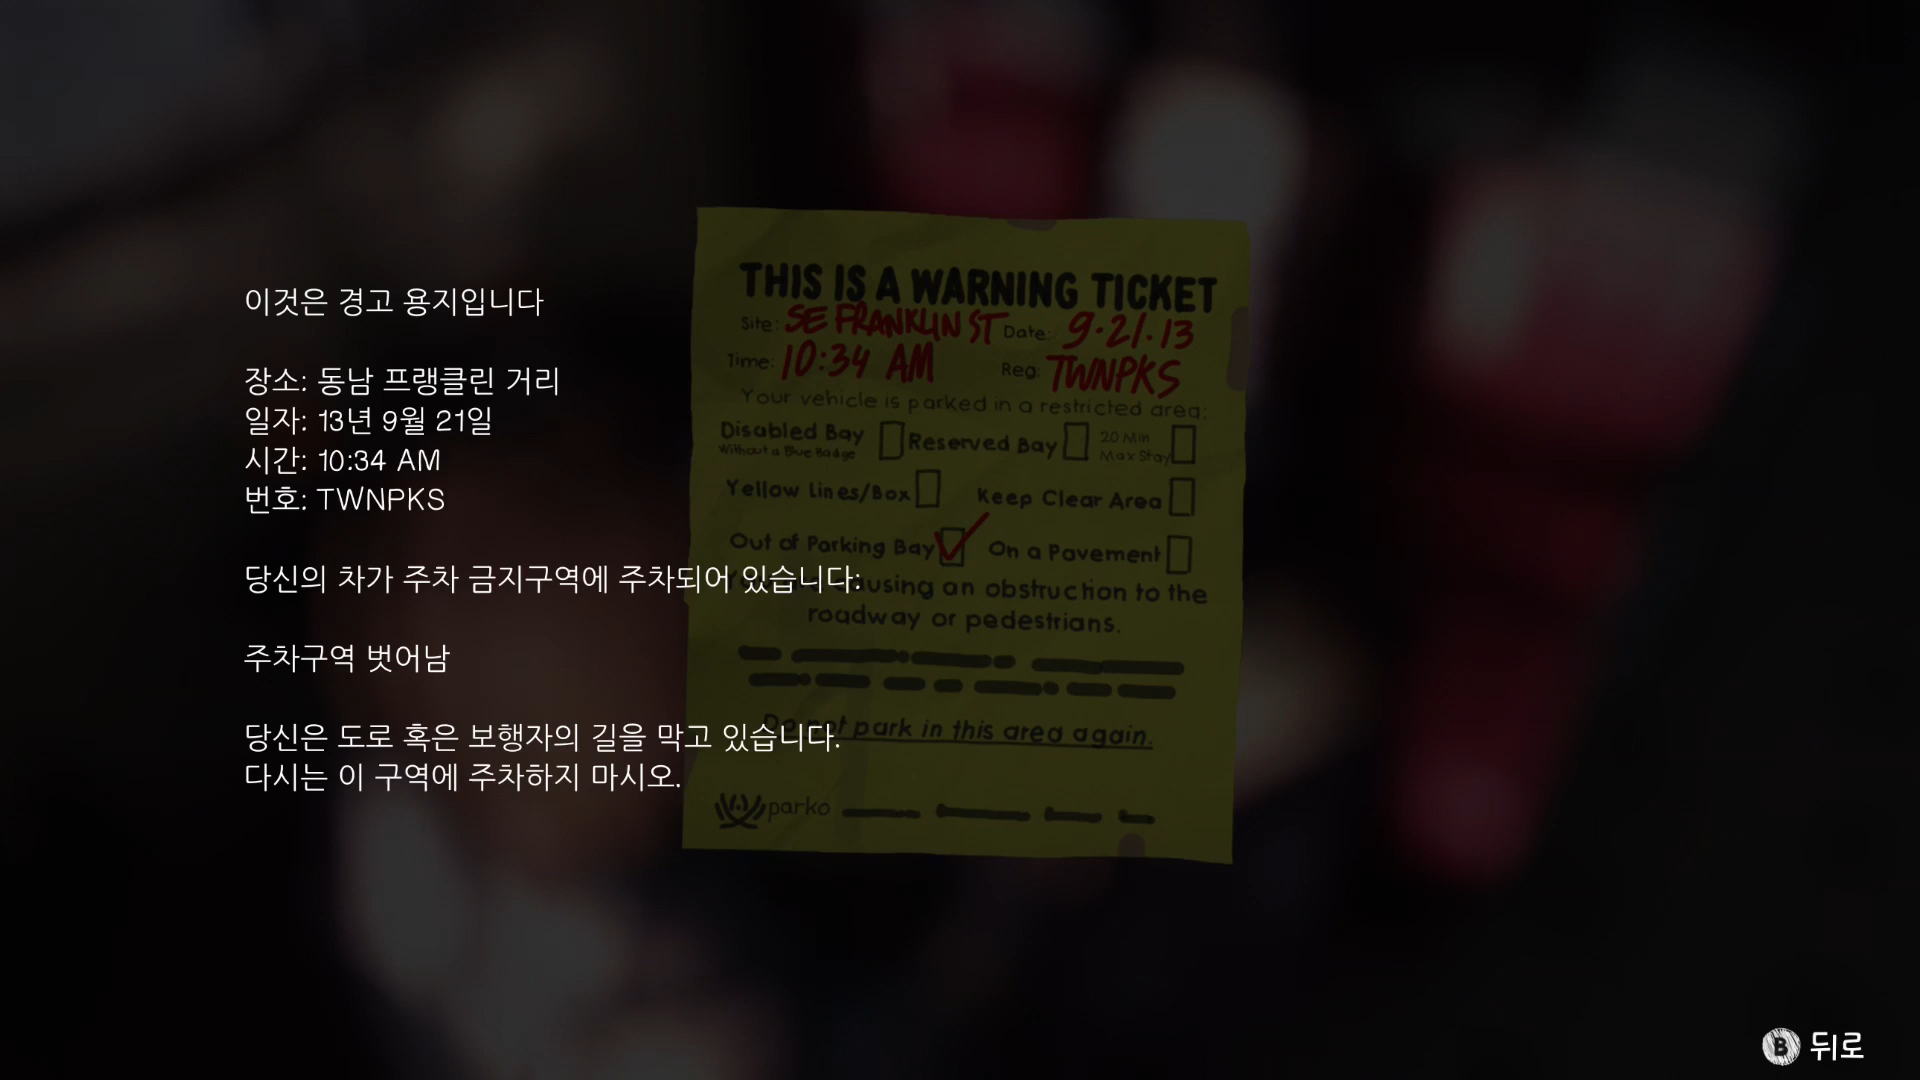 이것은 경고 용지입니다
장소: 동남 프랭클린 거리
일자: 13년 9월 21일
시간: 10:34 AM
번호: TWNPKS
당신의 차가 주차 금지구역에 주차되어 있습니다:
주차구역 벗어남
당신은 도로 혹은 보행자의 길을 막고 있습니다.
다시는 이 구역에 주차하지 마시오.
THIS IS A WARNING TICKET
Site: SE FRANKLIN ST Date: 9.21.13
Time: 10:34 AM Reg: TWNPKS
Your vehicle is parked in a restricted area:
Disabled Bay Reserved Bay 20 Min
Without a Blue Badge Max Stay
Yellow Lines/Box Keep Clear Area
Out of Parking Bay On a Pavement
causing an obstruction to the
roadway or pedestrians.
park in this area again.
parko
B 뒤로